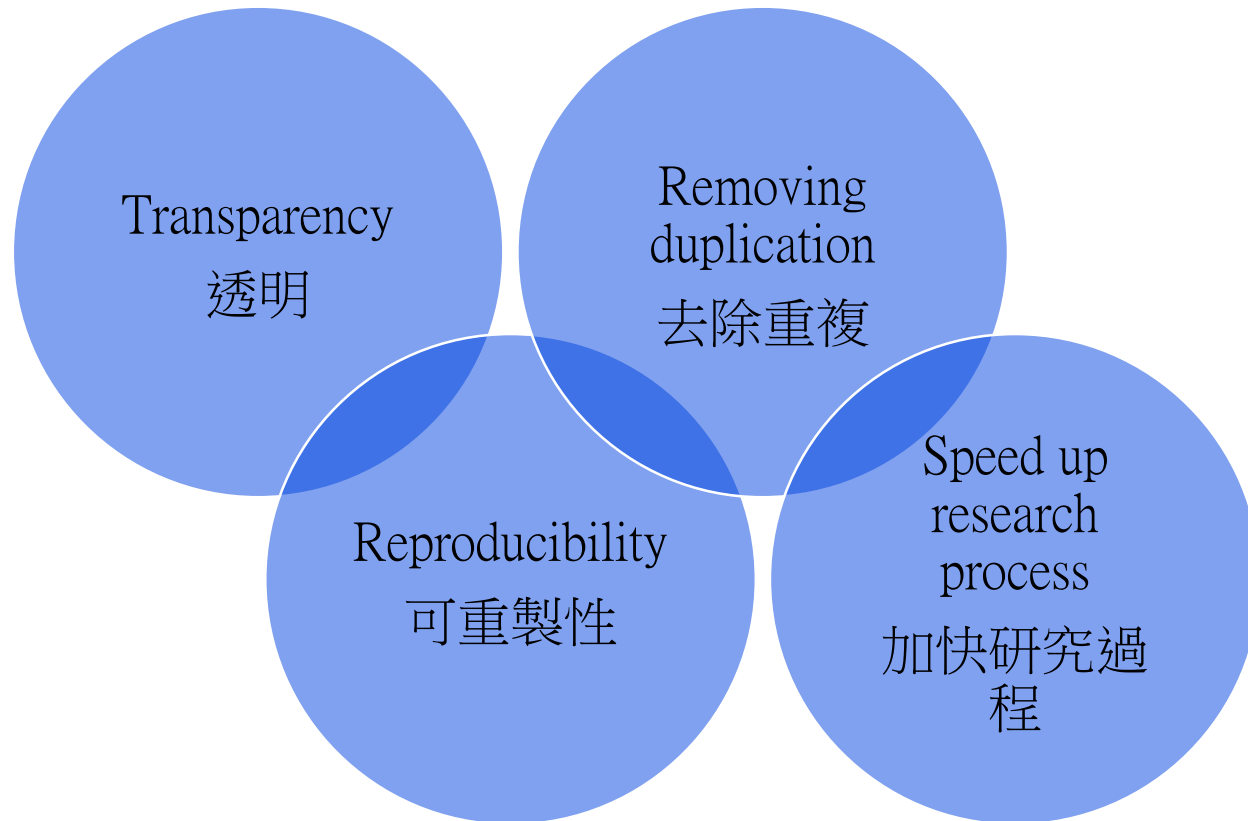 Transparency
透明
Removing
duplication
去除重複
Reproducibility
可重製性
Speed up
research
process
加快研究過
程